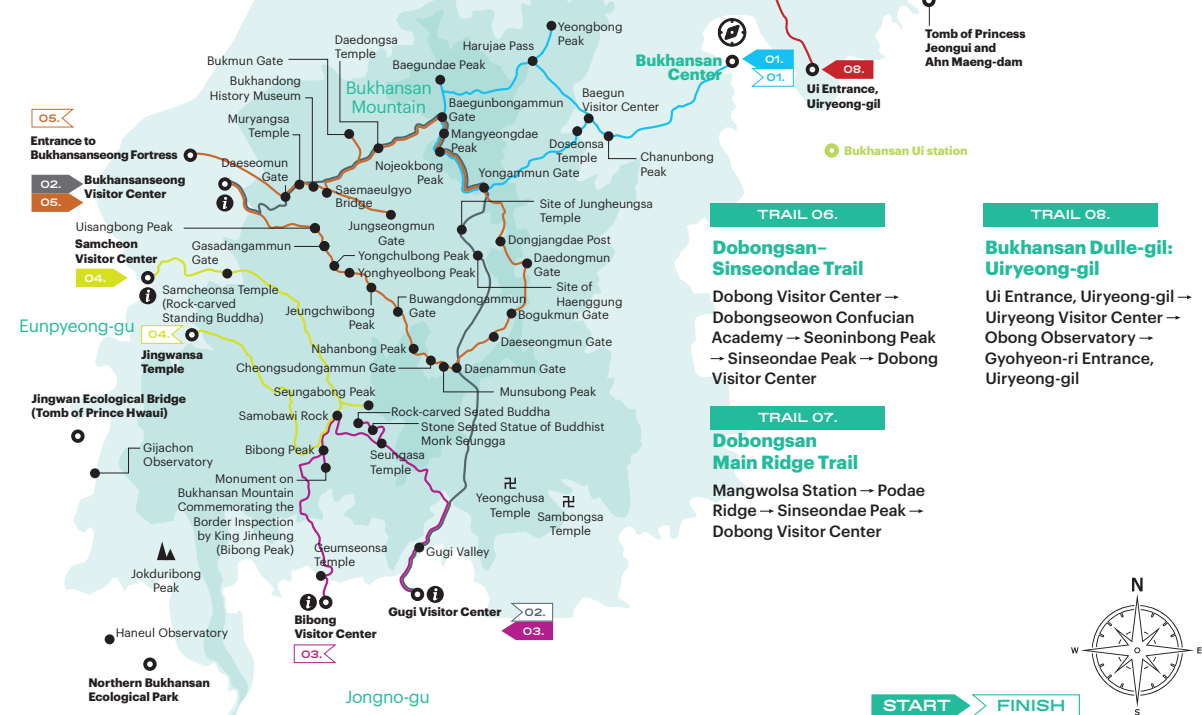 Yeongbong
Peak
Tomb of Princess
Jeongui and
Ahn Maeng-dam
Daedongsa
Temple
Harujae Pass
Bukmun Gate
Baegundae Peak
Bukhansan
Center
01.
01.
08.
Ui Entrance,
Uiryeong-gil
Bukhandong
History Museum
Bukhansan
Mountain
Baegun
Visitor Center
Baegunbongammun
Gate
05.
Muryangsa
Temple
Mangyeongdae
Peak
Entrance to
Bukhansanseong Fortress
Doseonsa
Temple
Chanunbong
Peak
Bukhansan Ui station
Daeseomun
Gate
Nojeokbong
Peak
Yongammun Gate
02.
05.
Bukhansanseong
Visitor Center
Saemaeulgyo
Bridge
Site of Jungheungsa
Temple
Jungseongmun
Gate
Uisangbong Peak
Samcheon
Visitor Center
Gasadangammun
Gate
Dongjangdae Post
Yongchulbong Peak
Daedongmun
Gate
04.
Yonghyeolbong Peak
Samcheonsa Temple
(Rock-carved
Standing Buddha)
Site of
Haenggung
Buwangdongammun
Gate
Jeungchwibong
Peak
Bogukmun Gate
Eunpyeong-gu
04.
Jingwansa
Temple
Nahanbong Peak
Daeseongmun Gate
Cheongsudongammun Gate
Daenammun Gate
Seungabong Peak
Munsubong Peak
Jingwan Ecological Bridge
(Tomb of Prince Hwaui)
Samobawi Rock
Rock-carved Seated Buddha
Stone Seated Statue of Buddhist
Monk Seungga
Gijachon
Observatory
Bibong Peak
Seungasa
Temple
Monument on
Bukhansan Mountain
Commemorating the
Border Inspection
by King Jinheung
(Bibong Peak)
Yeongchusa
Temple
Sambongsa
Temple
Geumseonsa
Temple
Gugi Valley
Jokduribong
Peak
Gugi Visitor Center
02.
03.
Bibong
Visitor Center
03.
Haneul Observatory
Northern Bukhansan
Ecological Park
Jongno-gu
TRAIL 06.
Dobongsan–
Sinseondae Trail
Dobong Visitor Center →
Dobongseowon Confucian
Academy → Seoninbong Peak
→ Sinseondae Peak → Dobong
Visitor Center
TRAIL 07.
Dobongsan
Main Ridge Trail
Mangwolsa Station → Podae
Ridge → Sinseondae Peak →
Dobong Visitor Center
TRAIL 08.
Bukhansan Dulle-gil:
Uiryeong-gil
Ui Entrance, Uiryeong-gil →
Uiryeong Visitor Center →
Obong Observatory →
Gyohyeon-ri Entrance,
Uiryeong-gil
N
W
E
S
START
FINISH